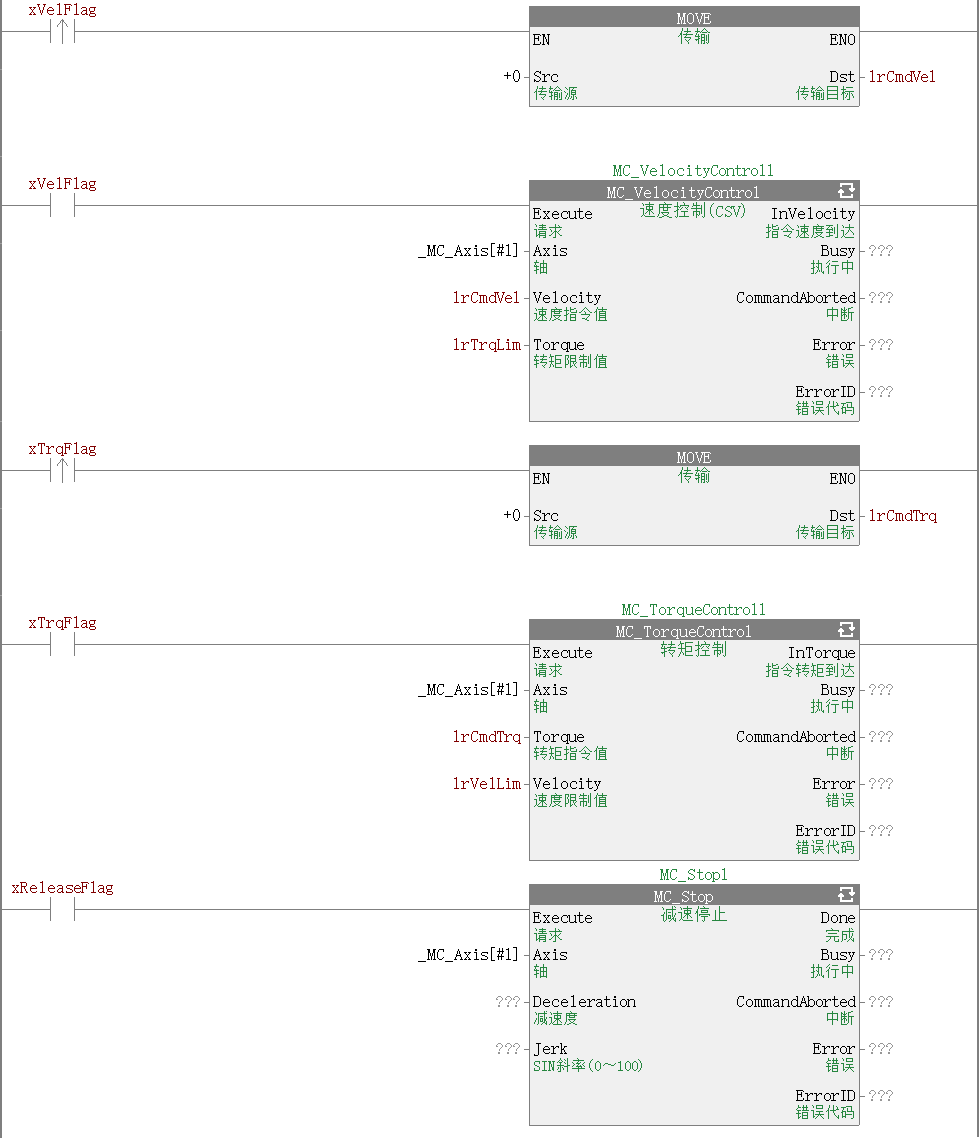 xVelFlag
MOVE
传输
EN ENO
+0 Src Dst lrCmdVel
传输源 传输目标
MC_VelocityControl1
xVelFlag
MC_VelocityControl
速度控制(CSV)
Execute InVelocity
请求 指令速度到达
_MC_Axis[#1] Axis Busy ???
轴 执行中
lrCmdVel Velocity CommandAborted ???
速度指令值 中断
lrTrqLim Torque Error ???
转矩限制值 错误
ErrorID ???
错误代码
xTrqFlag
MOVE
传输
EN ENO
+0 Src Dst lrCmdTrq
传输源 传输目标
MC_TorqueControl1
xTrqFlag
MC_TorqueControl
转矩控制
Execute InTorque
请求 指令转矩到达
_MC_Axis[#1] Axis Busy ???
轴 执行中
lrCmdTrq Torque CommandAborted ???
转矩指令值 中断
lrVelLim Velocity Error ???
速度限制值 错误
ErrorID ???
错误代码
MC_Stop1
xReleaseFlag
MC_Stop
减速停止
Execute Done
请求 完成
_MC_Axis[#1] Axis Busy ???
轴 执行中
??? Deceleration CommandAborted ???
减速度 中断
??? Jerk Error ???
SIN斜率(0～100) 错误
ErrorID ???
错误代码